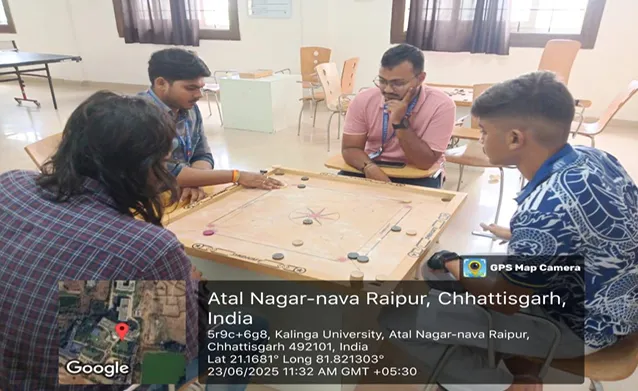 GPS Map Camera
Atal Nagar-nava Raipur, Chhattisgarh,
India
5r9c+6g8, Kalinga University, Atal Nagar-nava Raipur,
Chhattisgarh 492101, India
Lat 21.1681° Long 81.821303°
23/06/2025 11:32 AM GMT +05:30
Google